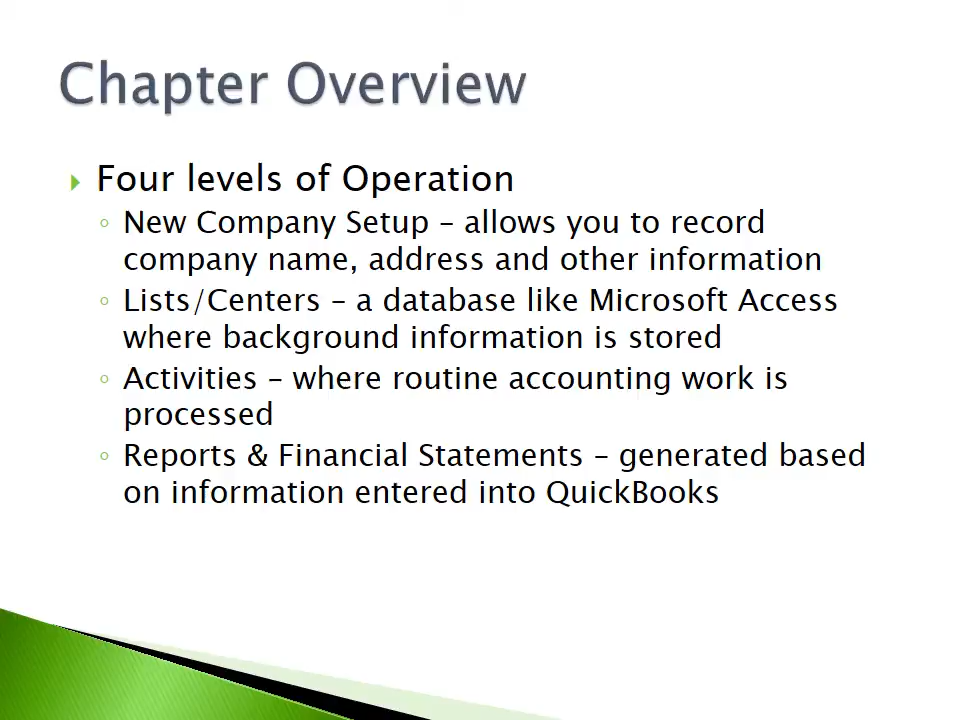 Chapter Overview
Four levels of Operation
New Company Setup – allows you to record
company name, address and other information
Lists/Centers – a database like Microsoft Access
where background information is stored
Activities – where routine accounting work is
processed
Reports & Financial Statements – generated based
on information entered into QuickBooks